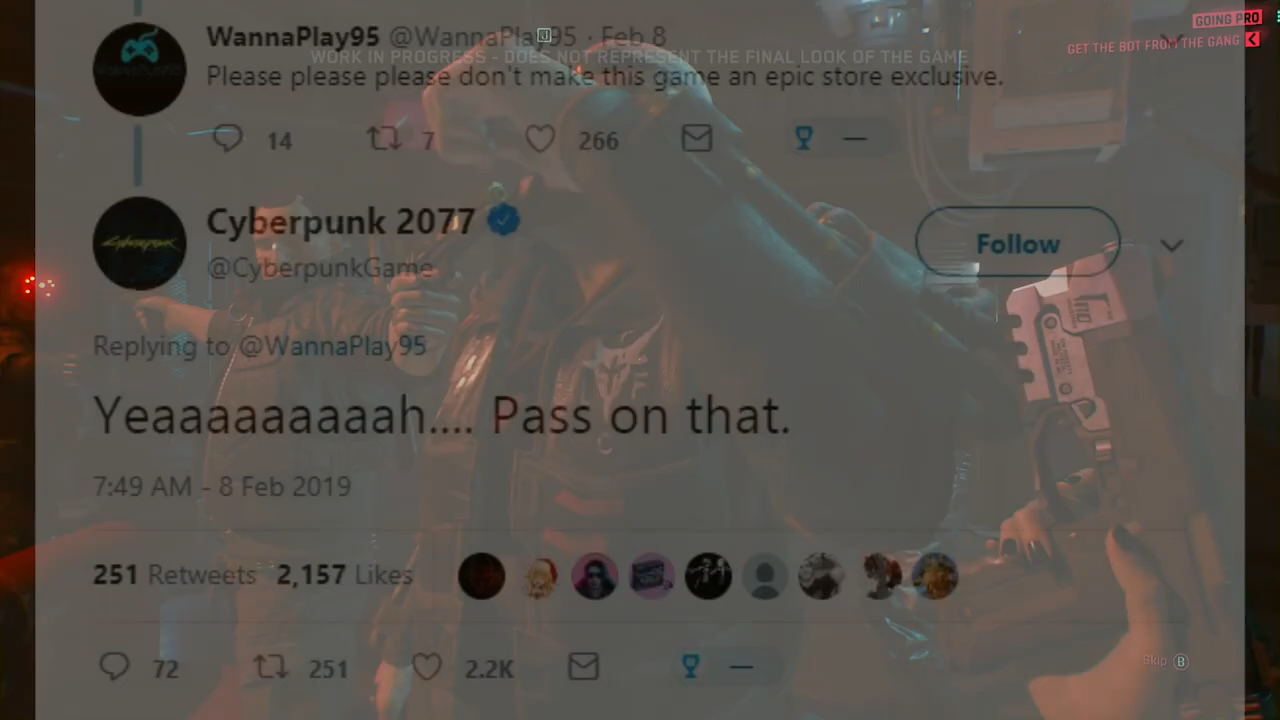 GOING PRO
WannaPlay95 @WannaPlay95 · Feb 8
WORK IN PROGRESS - DOES NOT REPRESENT THE FINAL LOOK OF THE GAME
GET THE BOT FROM THE GANG
Please please please don't make this game an epic store exclusive.
14 7 266 —
Cyberpunk 2077
@CyberpunkGame
Follow
Replying to @WannaPlay95
Yeaaaaaaaaah.... Pass on that.
7:49 AM - 8 Feb 2019
251 Retweets 2,157 Likes
72 251 2.2K —
Skip B